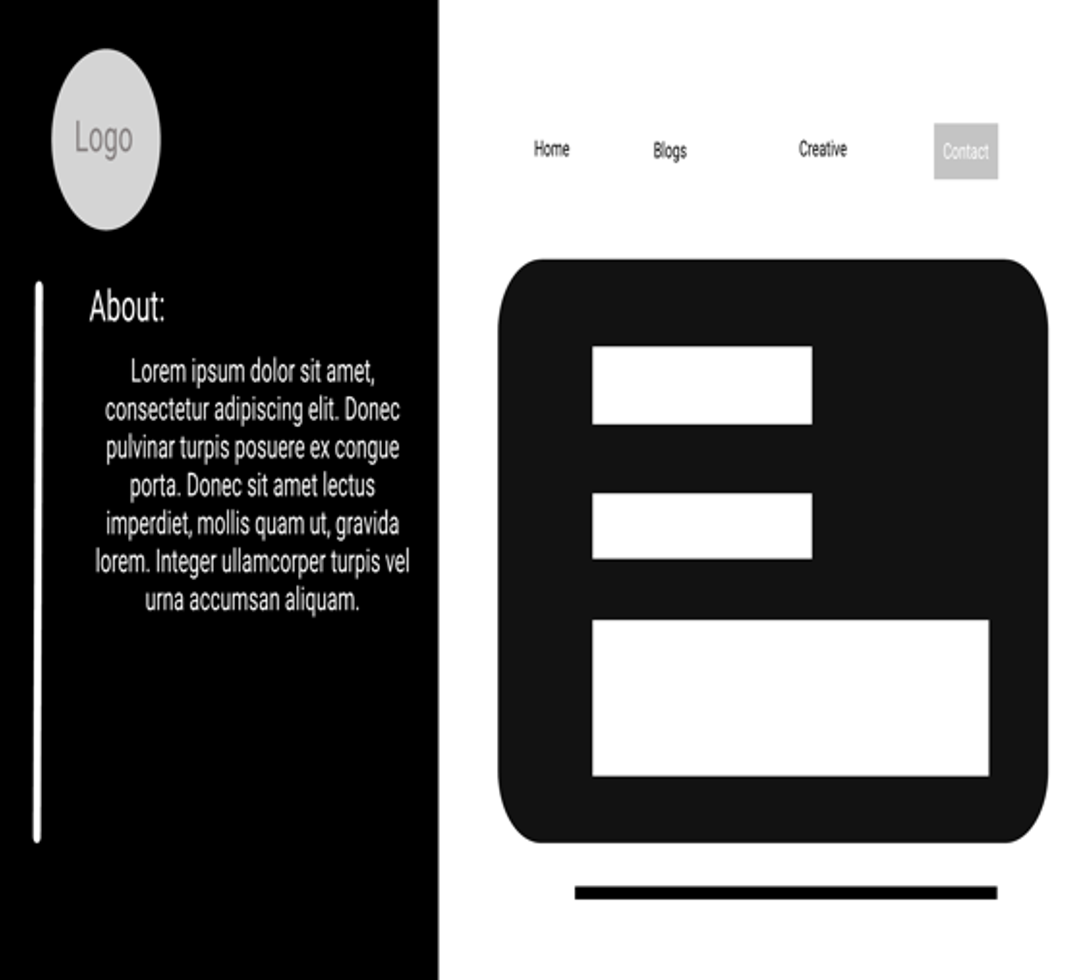 Logo
About:
Lorem ipsum dolor sit amet,
consectetur adipiscing elit. Donec
pulvinar turpis posuere ex congue
porta. Donec sit amet lectus
imperdiet, mollis quam ut, gravida
lorem. Integer ullamcorper turpis vel
urna accumsan aliquam.
Home
Blogs
Creative
Contact